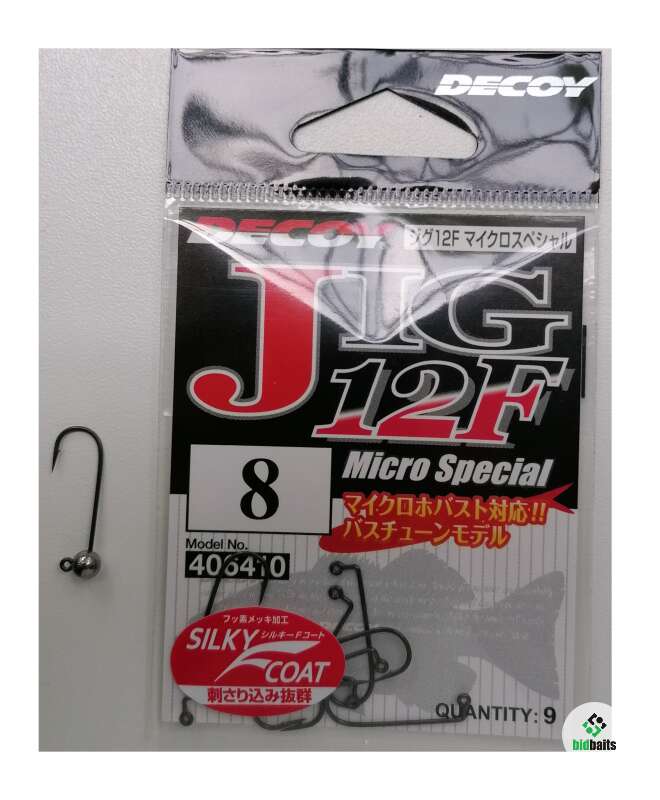 DECOY
DECOY ジグ12F マイクロスペシャル
JIG
12F
Micro Special
8
マイクロホバスト対応!!
バスチューンモデル
Model No.
406410
フッ素メッキ加工
SILKY シルキーFコート
F COAT
刺さり込み抜群
QUANTITY: 9
bidbaits